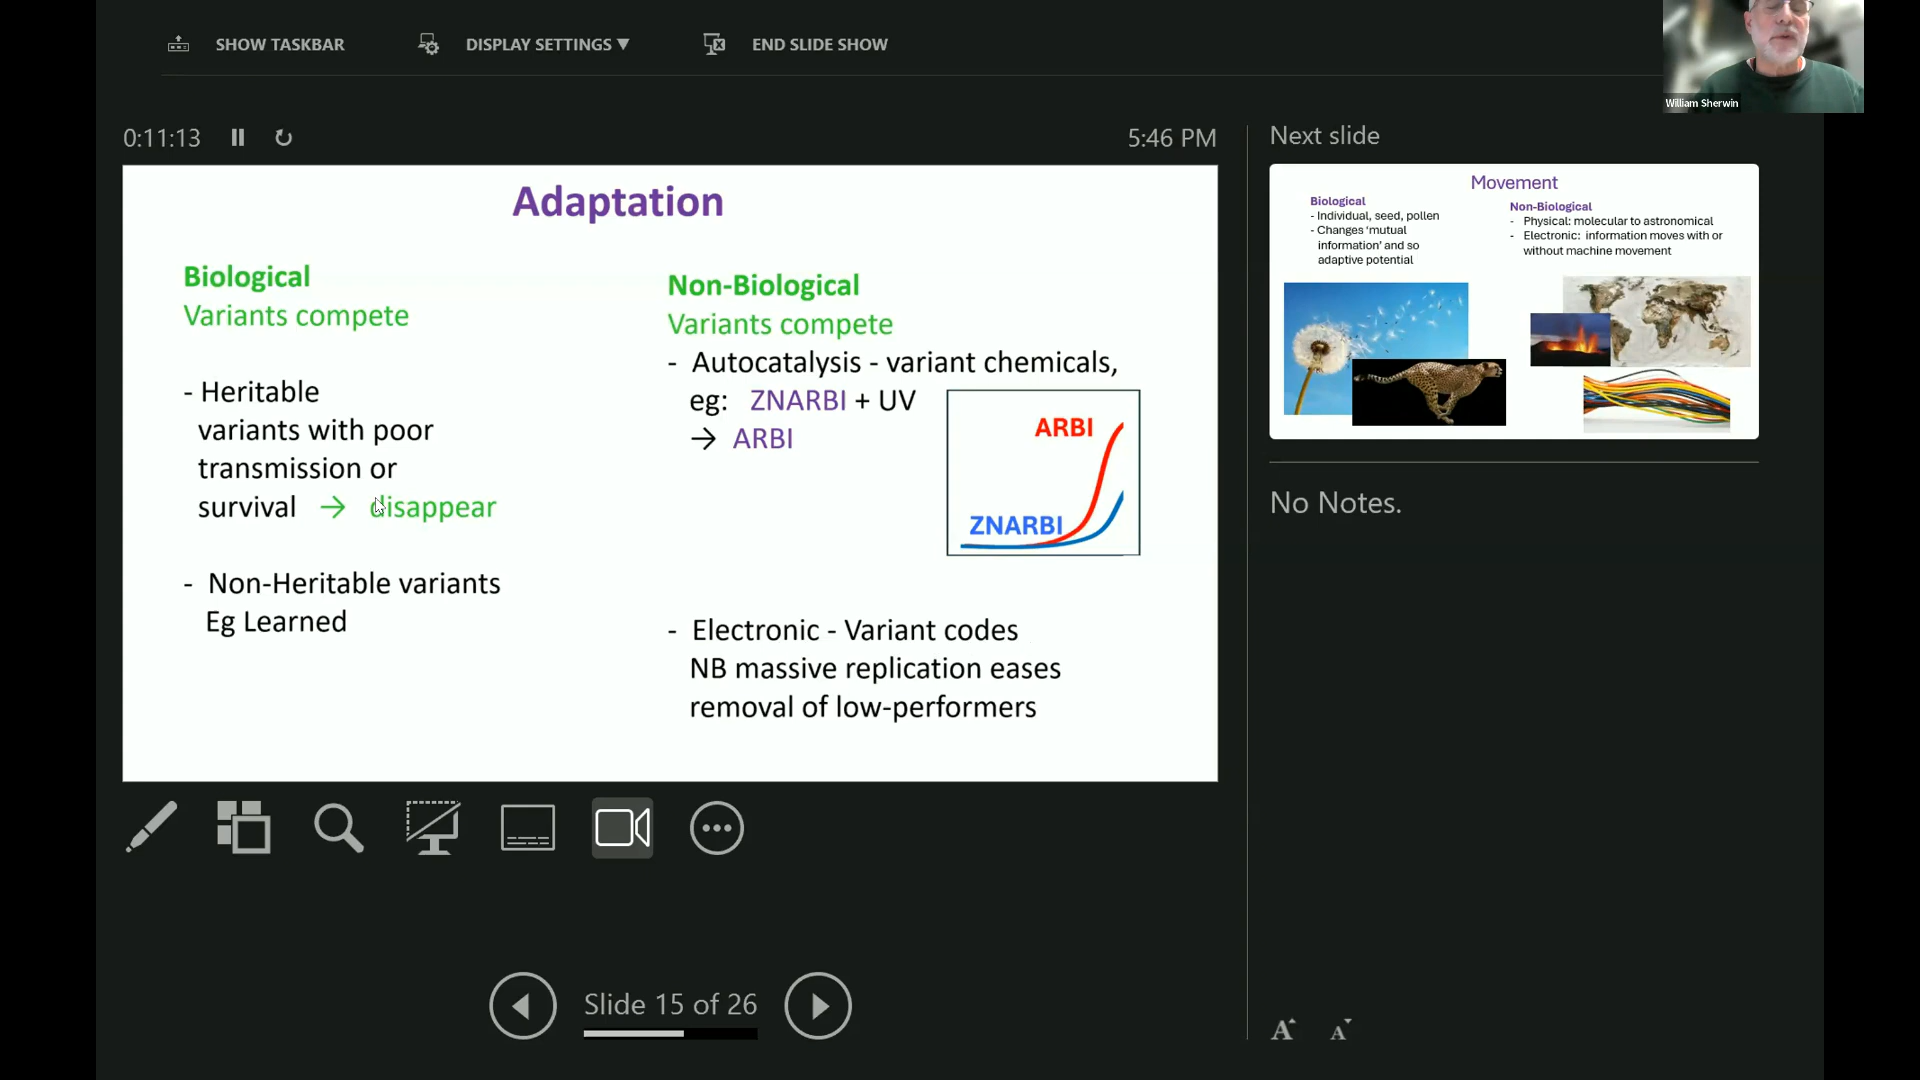 SHOW TASKBAR
DISPLAY SETTINGS ▼
END SLIDE SHOW
William Sherwin
0:11:13
5:46 PM
Adaptation
Biological
Variants compete
- Heritable
variants with poor
transmission or
survival → disappear
- Non-Heritable variants
Eg Learned
Non-Biological
Variants compete
- Autocatalysis - variant chemicals,
eg: ZNARBI + UV
→ ARBI
ARBI
ZNARBI
- Electronic - Variant codes
NB massive replication eases
removal of low-performers
Next slide
Movement
Biological
- Individual, seed, pollen
- Changes ‘mutual
information’ and so
adaptive potential
Non-Biological
- Physical: molecular to astronomical
- Electronic: information moves with or
without machine movement
No Notes.
Slide 15 of 26
A A